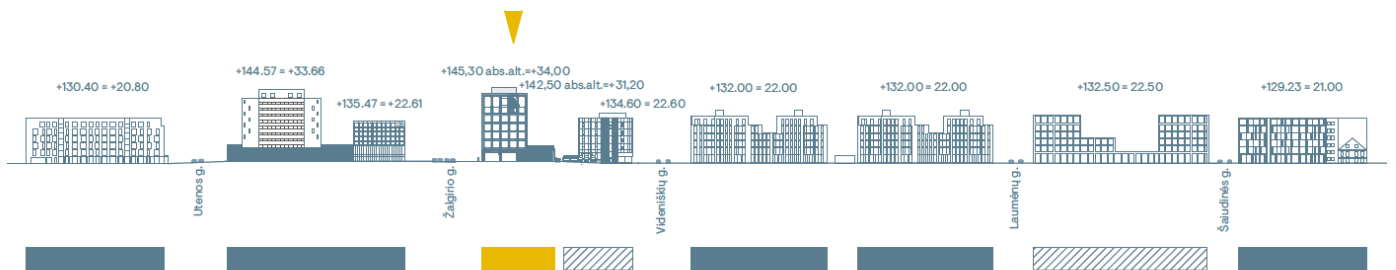 +130.40 = +20.80
+144.57 = +33.66
+135.47 = +22.61
+145,30 abs.alt.=+34,00
+142,50 abs.alt.=+31,20
+134.60 = 22.60
+132.00 = 22.00
+132.00 = 22.00
+132.50 = 22.50
+129.23 = 21.00
Utenos g.
Žalgirio g.
Videniškių g.
Laumėnų g.
Šaiudinės g.